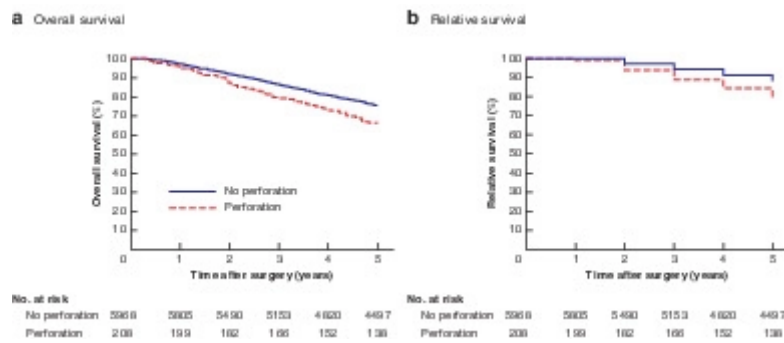 a Overall survival
100
90
80
70
60
50
40
30
20
10
0 1 2 3 4 5
Overall survival (%)
No perforation
Perforation
Time after surgery (years)
No. at risk
No perforation 5968 5805 5490 5153 4820 4497
Perforation 208 199 182 166 152 138
b Relative survival
100
90
80
70
60
50
40
30
20
10
0 1 2 3 4 5
Relative survival (%)
Time after surgery (years)
No. at risk
No perforation 5968 5805 5490 5153 4820 4497
Perforation 208 199 182 166 152 138